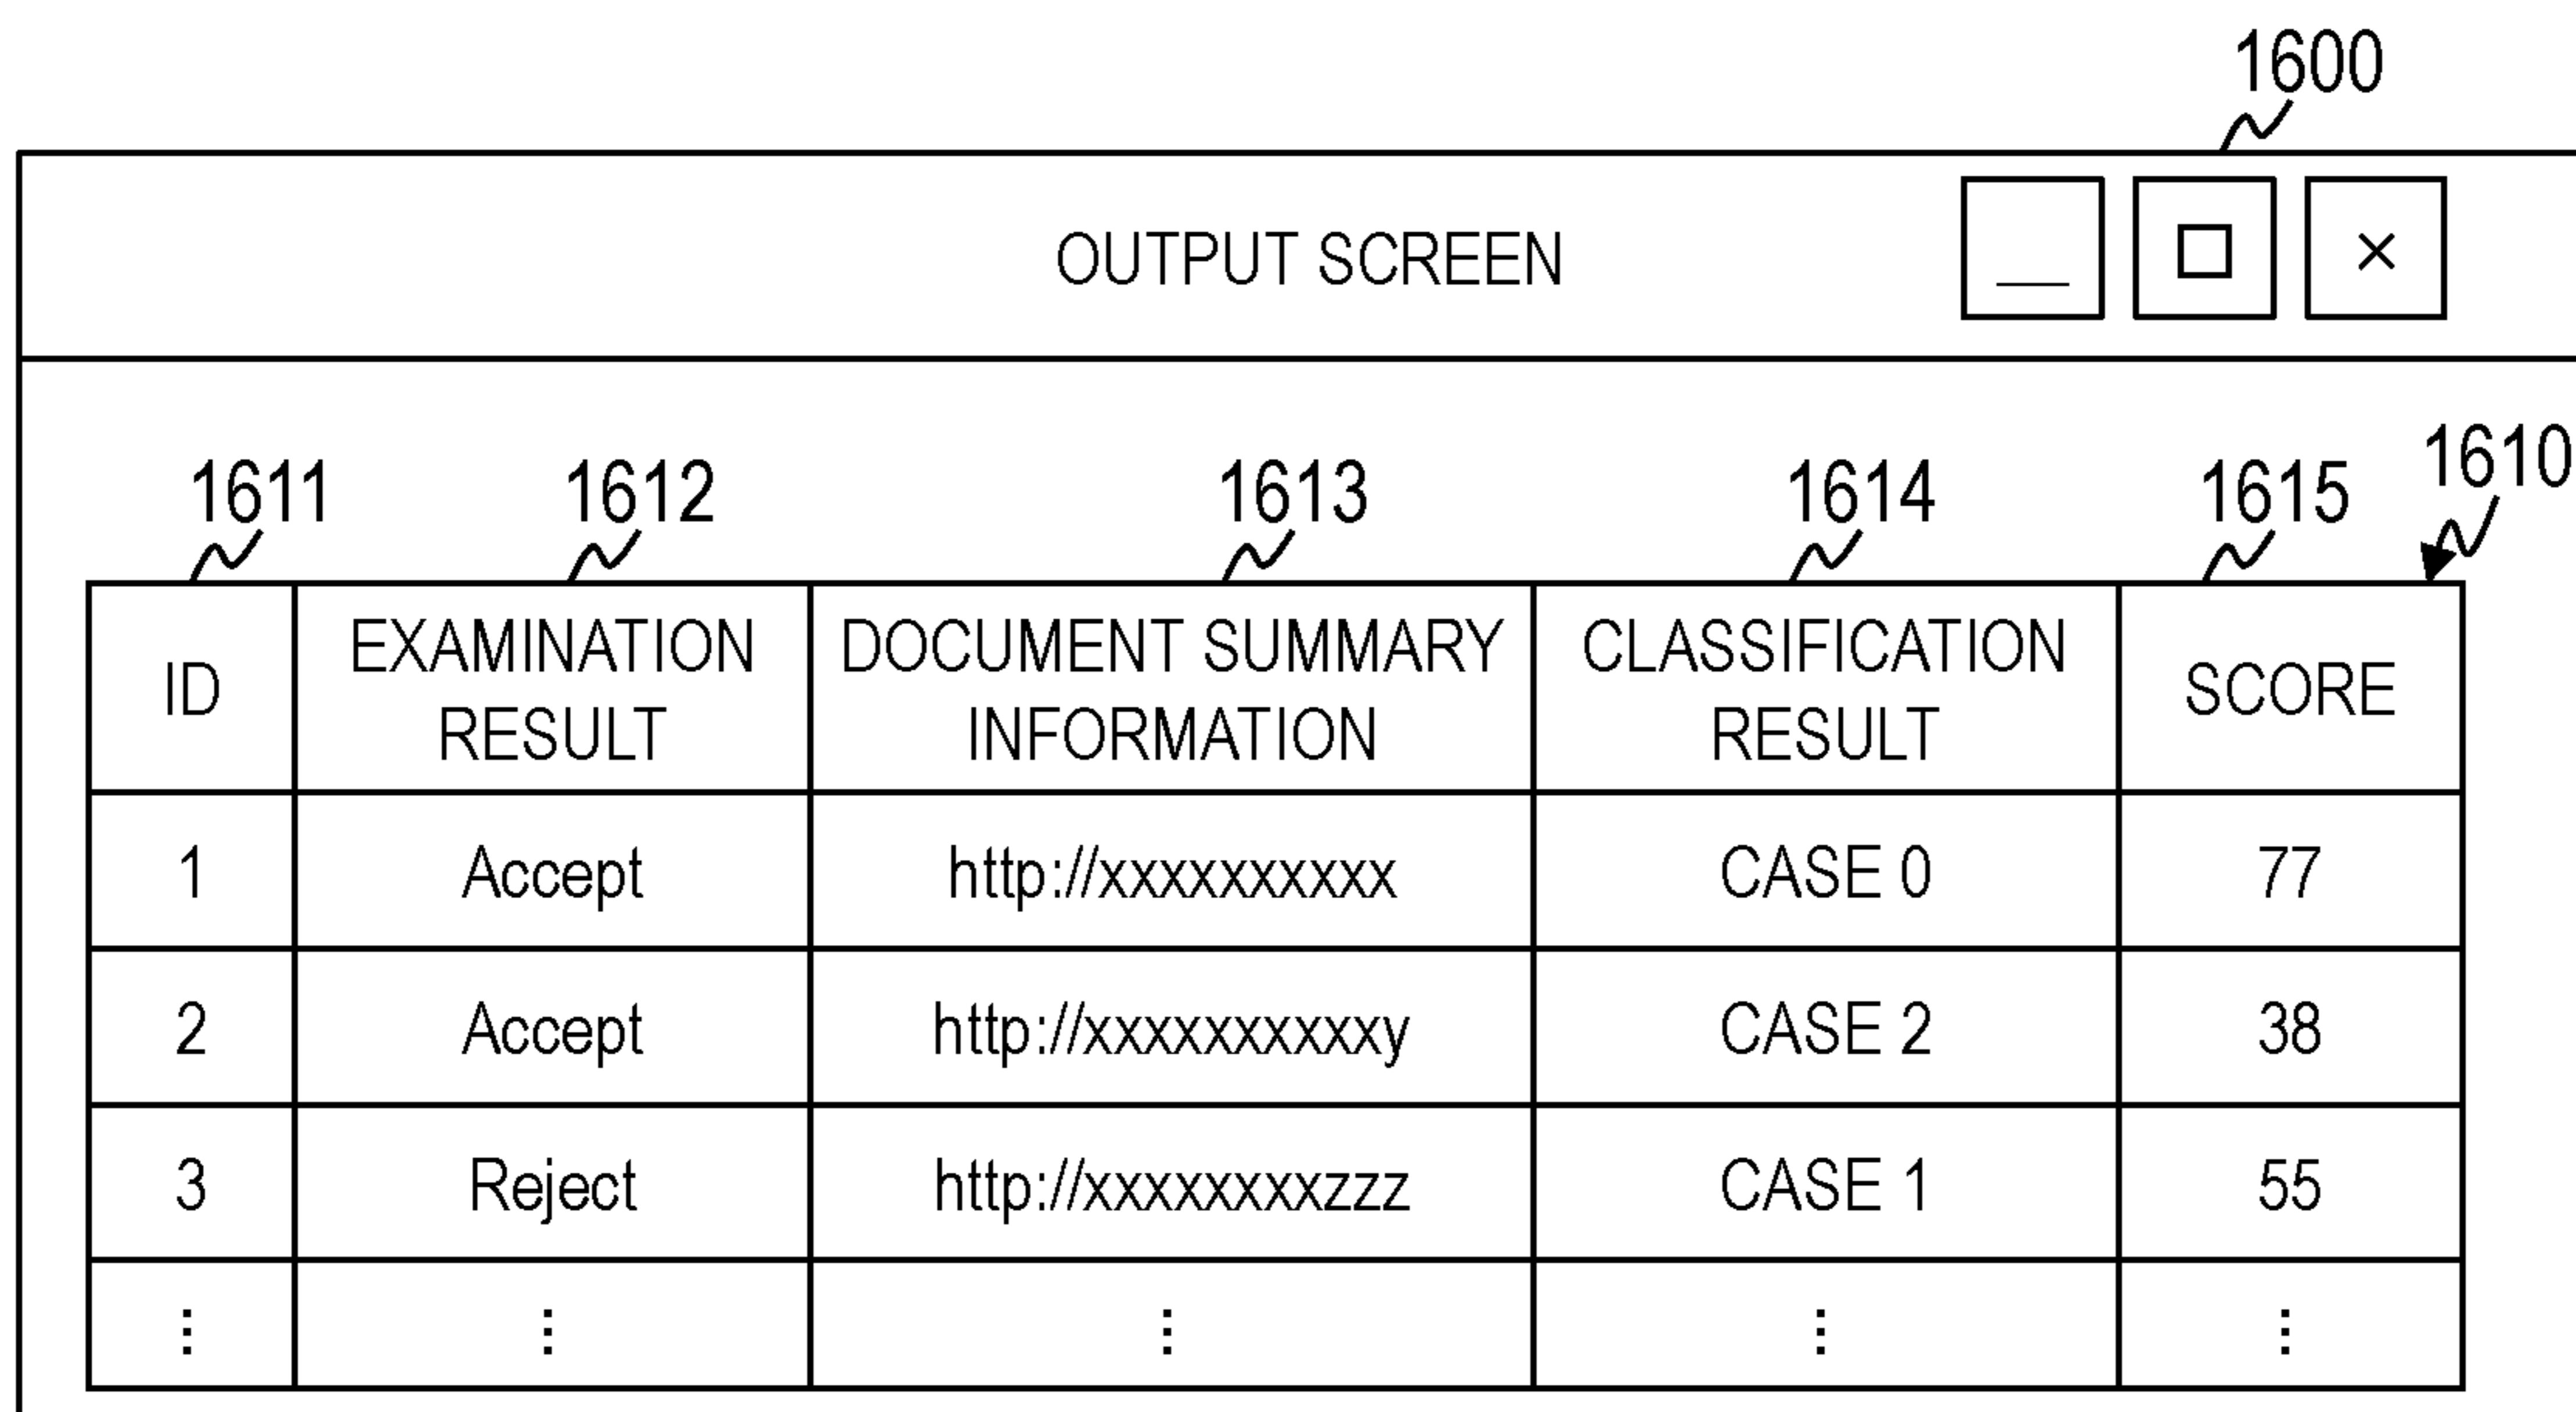 1600
OUTPUT SCREEN
1611 1612 1613 1614 1615 1610
ID EXAMINATION RESULT DOCUMENT SUMMARY INFORMATION CLASSIFICATION RESULT SCORE
1 Accept http://xxxxxxxxxx CASE 0 77
2 Accept http://xxxxxxxxxxy CASE 2 38
3 Reject http://xxxxxxxxzzz CASE 1 55
⋮ ⋮ ⋮ ⋮ ⋮